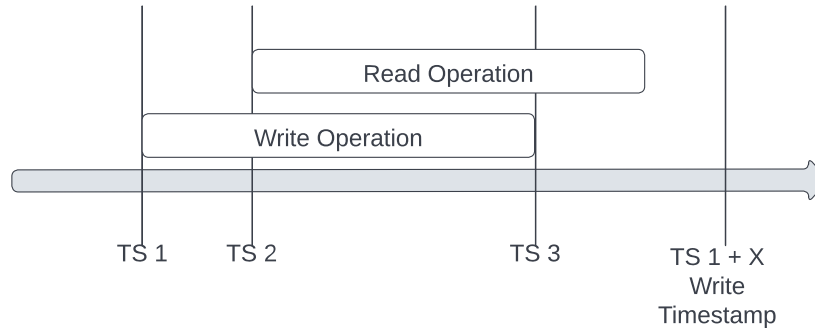 Read Operation
Write Operation
TS 1
TS 2
TS 3
TS 1 + X
Write
Timestamp